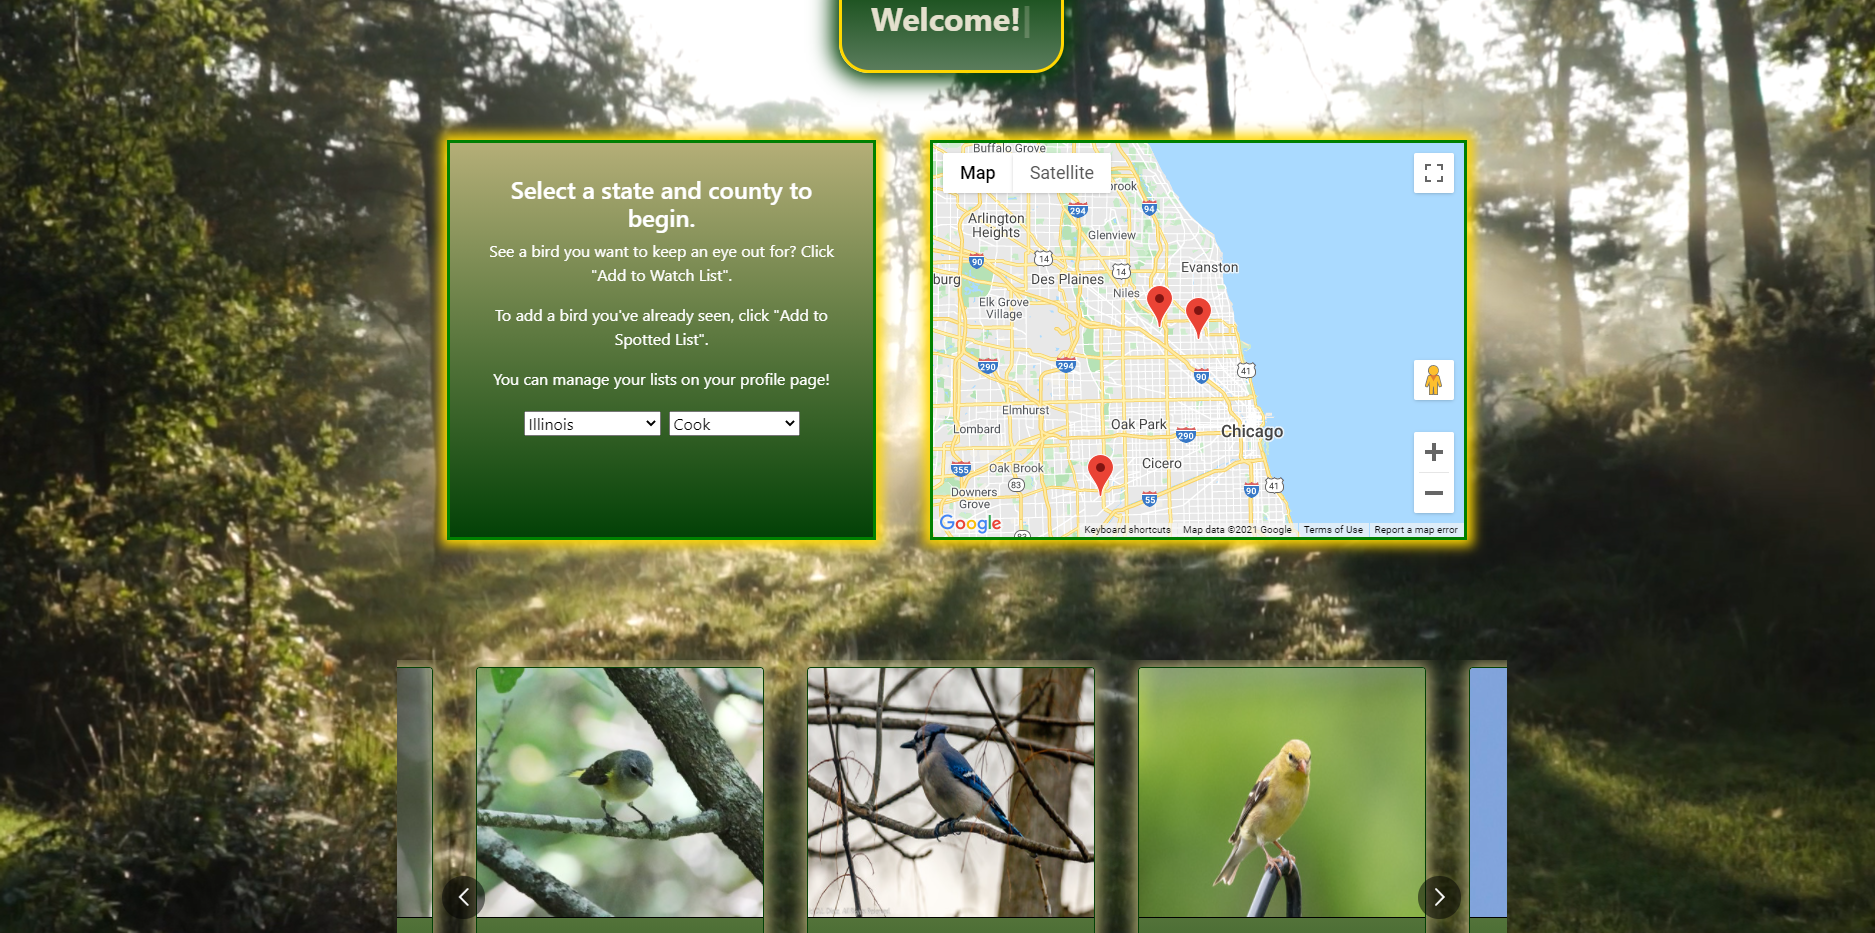 Welcome!
Select a state and county to
begin.
See a bird you want to keep an eye out for? Click
"Add to Watch List".
To add a bird you've already seen, click "Add to
Spotted List".
You can manage your lists on your profile page!
Illinois
Cook
Buffalo Grove
Map
Satellite
brook
294
94
Arlington
Heights
Glenview
14
90
Evanston
14
burg
Des Plaines
Niles
Elk Grove
Village
290
294
41
90
Elmhurst
Lombard
Oak Park
290
Chicago
355
Oak Brook
Cicero
83
90
41
Downers
Grove
55
Google
83
Keyboard shortcuts
Map data ©2021 Google
Terms of Use
Report a map error